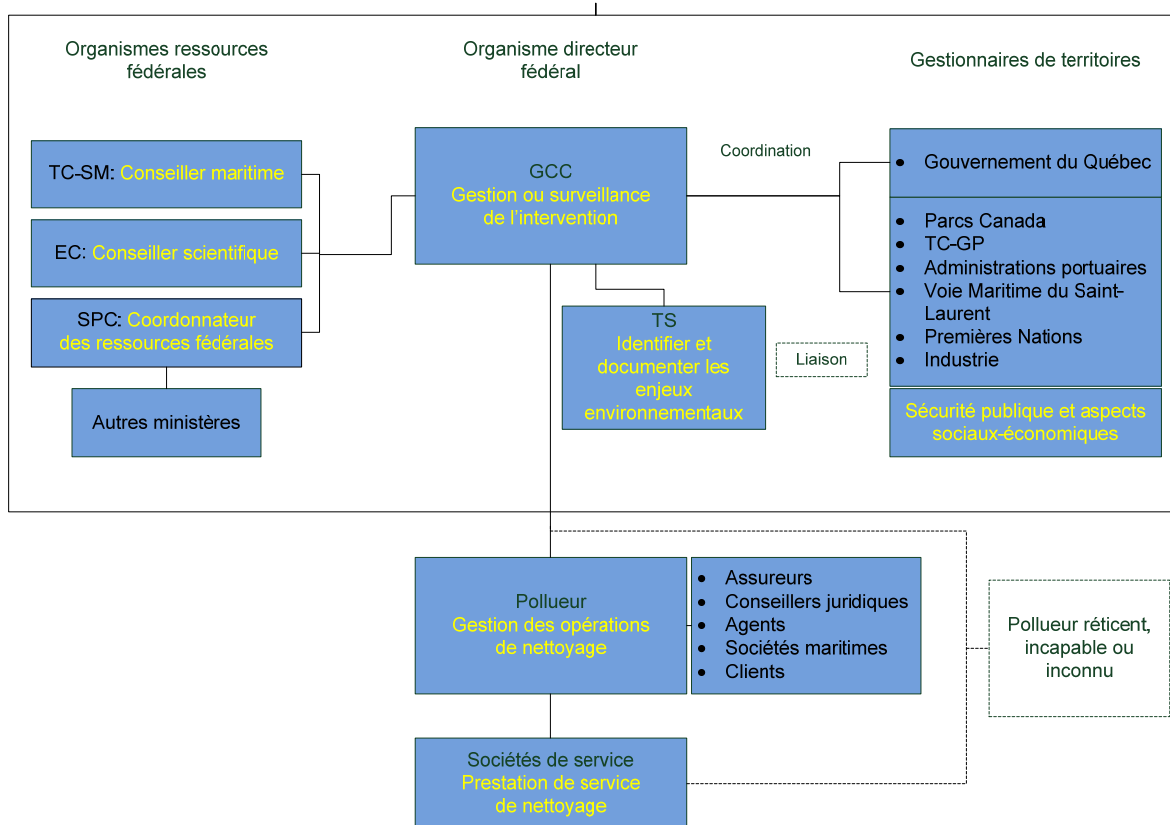 Organismes ressources
fédérales
Organisme directeur
fédéral
Gestionnaires de territoires
TC-SM: Conseiller maritime
EC: Conseiller scientifique
SPC: Coordonnateur
des ressources fédérales
Autres ministères
GCC
Gestion ou surveillance
de l'intervention
Coordination
TS
Identifier et
documenter les
enjeux
environnementaux
Liaison
• Gouvernement du Québec
• Parcs Canada
• TC-GP
• Administrations portuaires
• Voie Maritime du Saint-
Laurent
• Premières Nations
• Industrie
Sécurité publique et aspects
sociaux-économiques
Pollueur
Gestion des opérations
de nettoyage
• Assureurs
• Conseillers juridiques
• Agents
• Sociétés maritimes
• Clients
Pollueur réticent,
incapable ou
inconnu
Sociétés de service
Prestation de service
de nettoyage